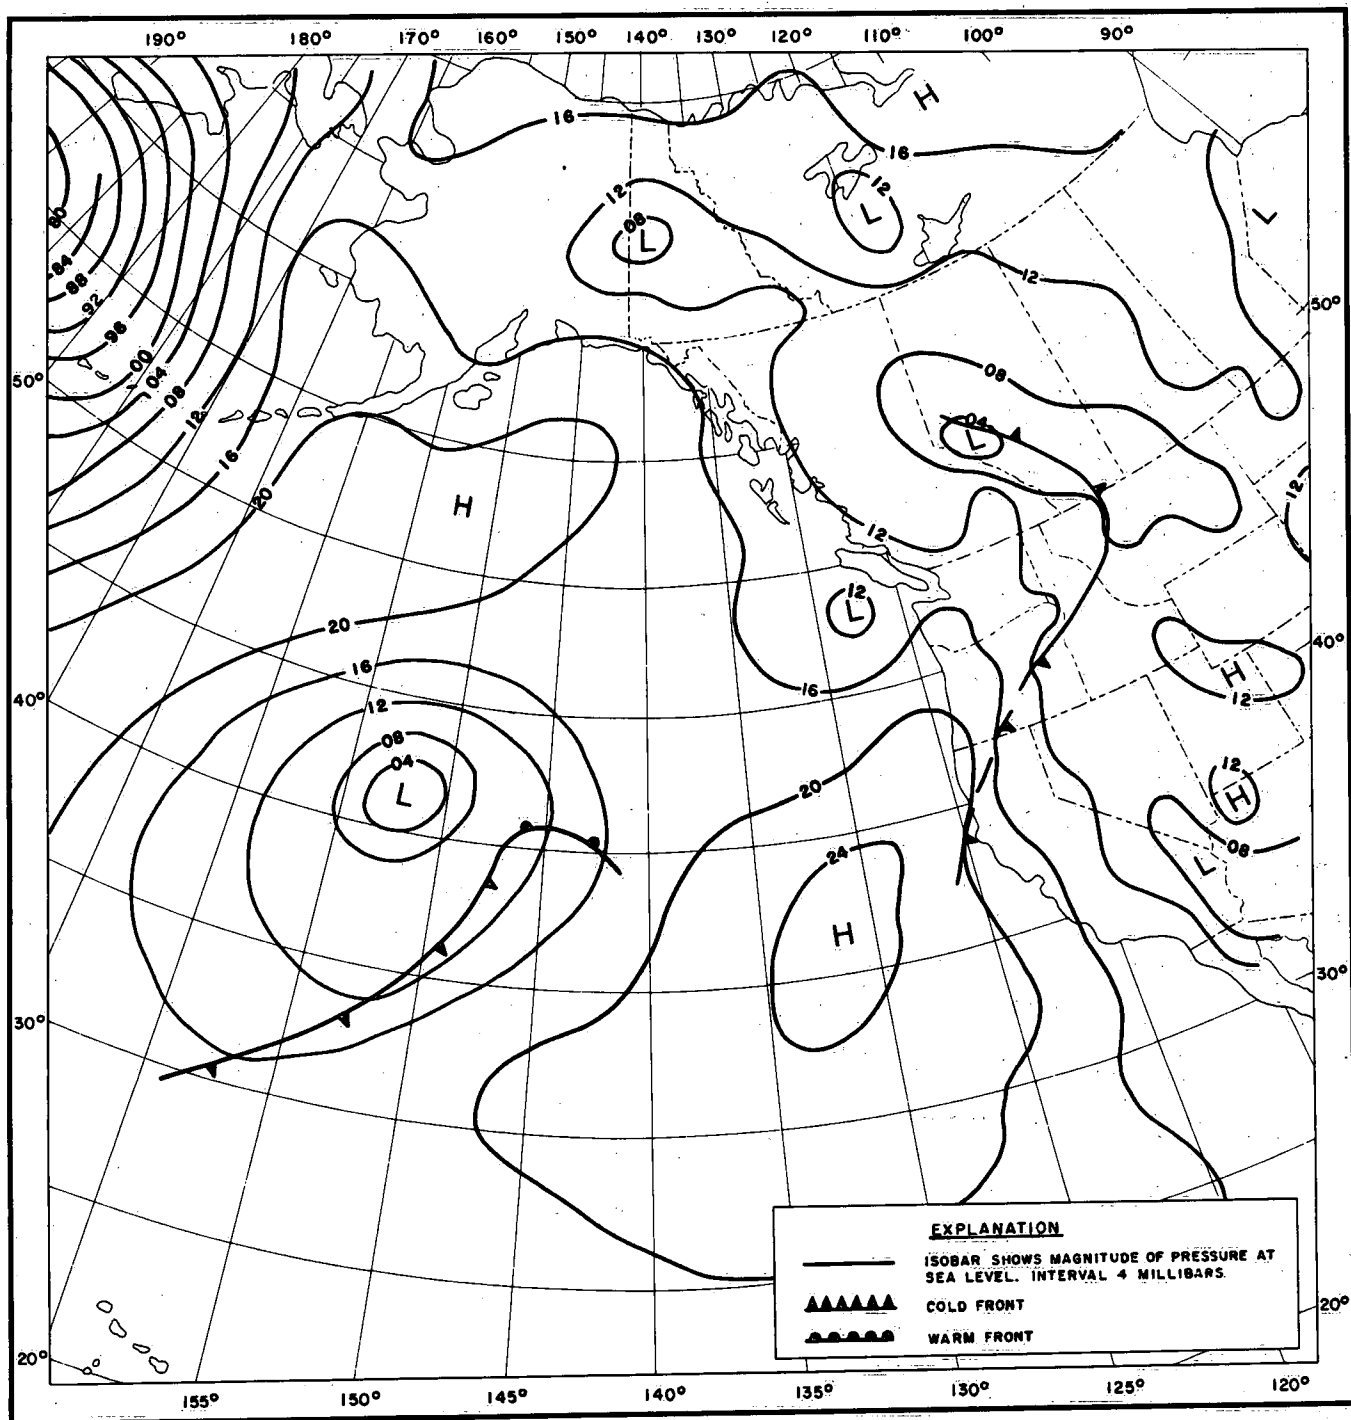 190° 180° 170° 160° 150° 140° 130° 120° 110° 100° 90°
H
16
16
12
L
12
08
L
L
80
84
88
92
96
00
04
08
12
16
20
12
50°
50°
08
04
L
H
12
12
12
L
20
16
16
40°
H
12
40°
12
08
04
L
20
12
H
08
L
24
H
30°
30°
EXPLANATION
ISOBAR SHOWS MAGNITUDE OF PRESSURE AT
SEA LEVEL. INTERVAL 4 MILLIBARS
COLD FRONT
WARM FRONT
20°
20°
155° 150° 145° 140° 135° 130° 125° 120°